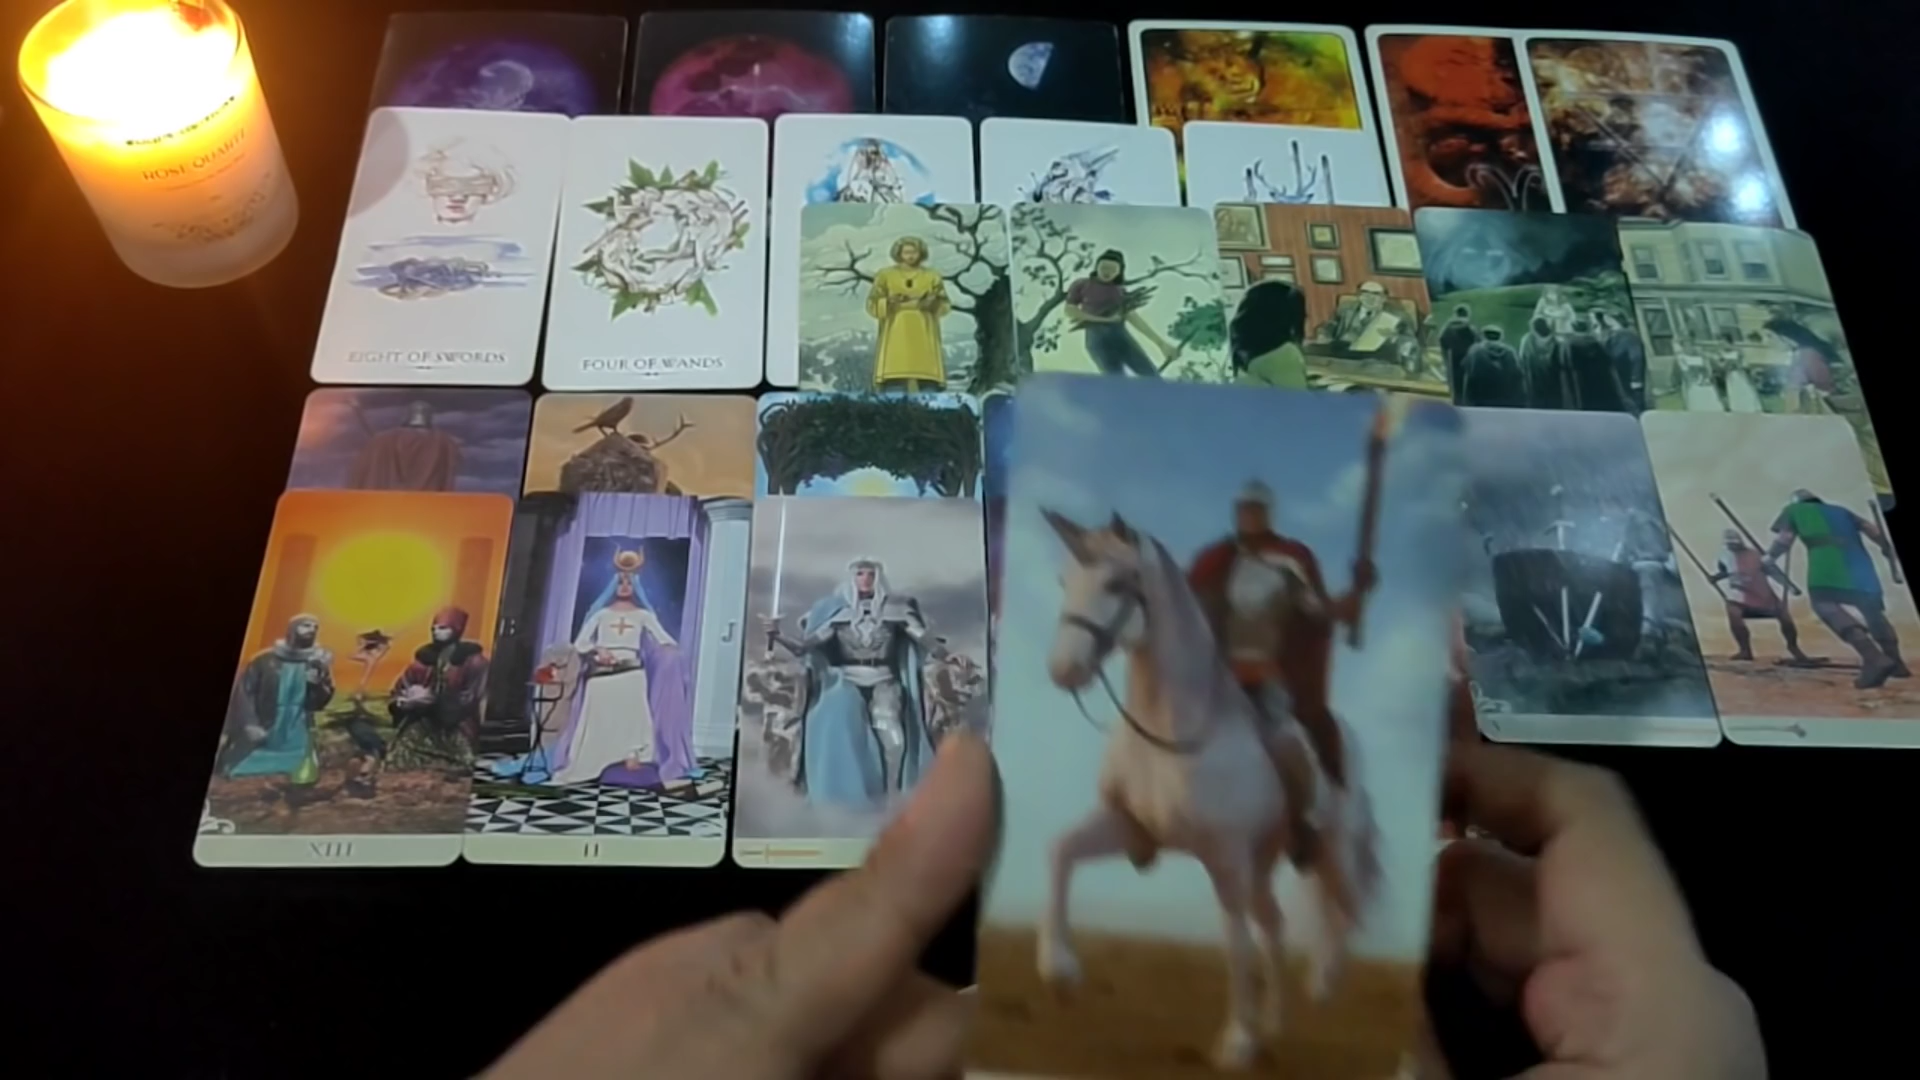 ROSE QUARTZ
EIGHT OF SWORDS
FOUR OF WANDS
B
J
XIII
II